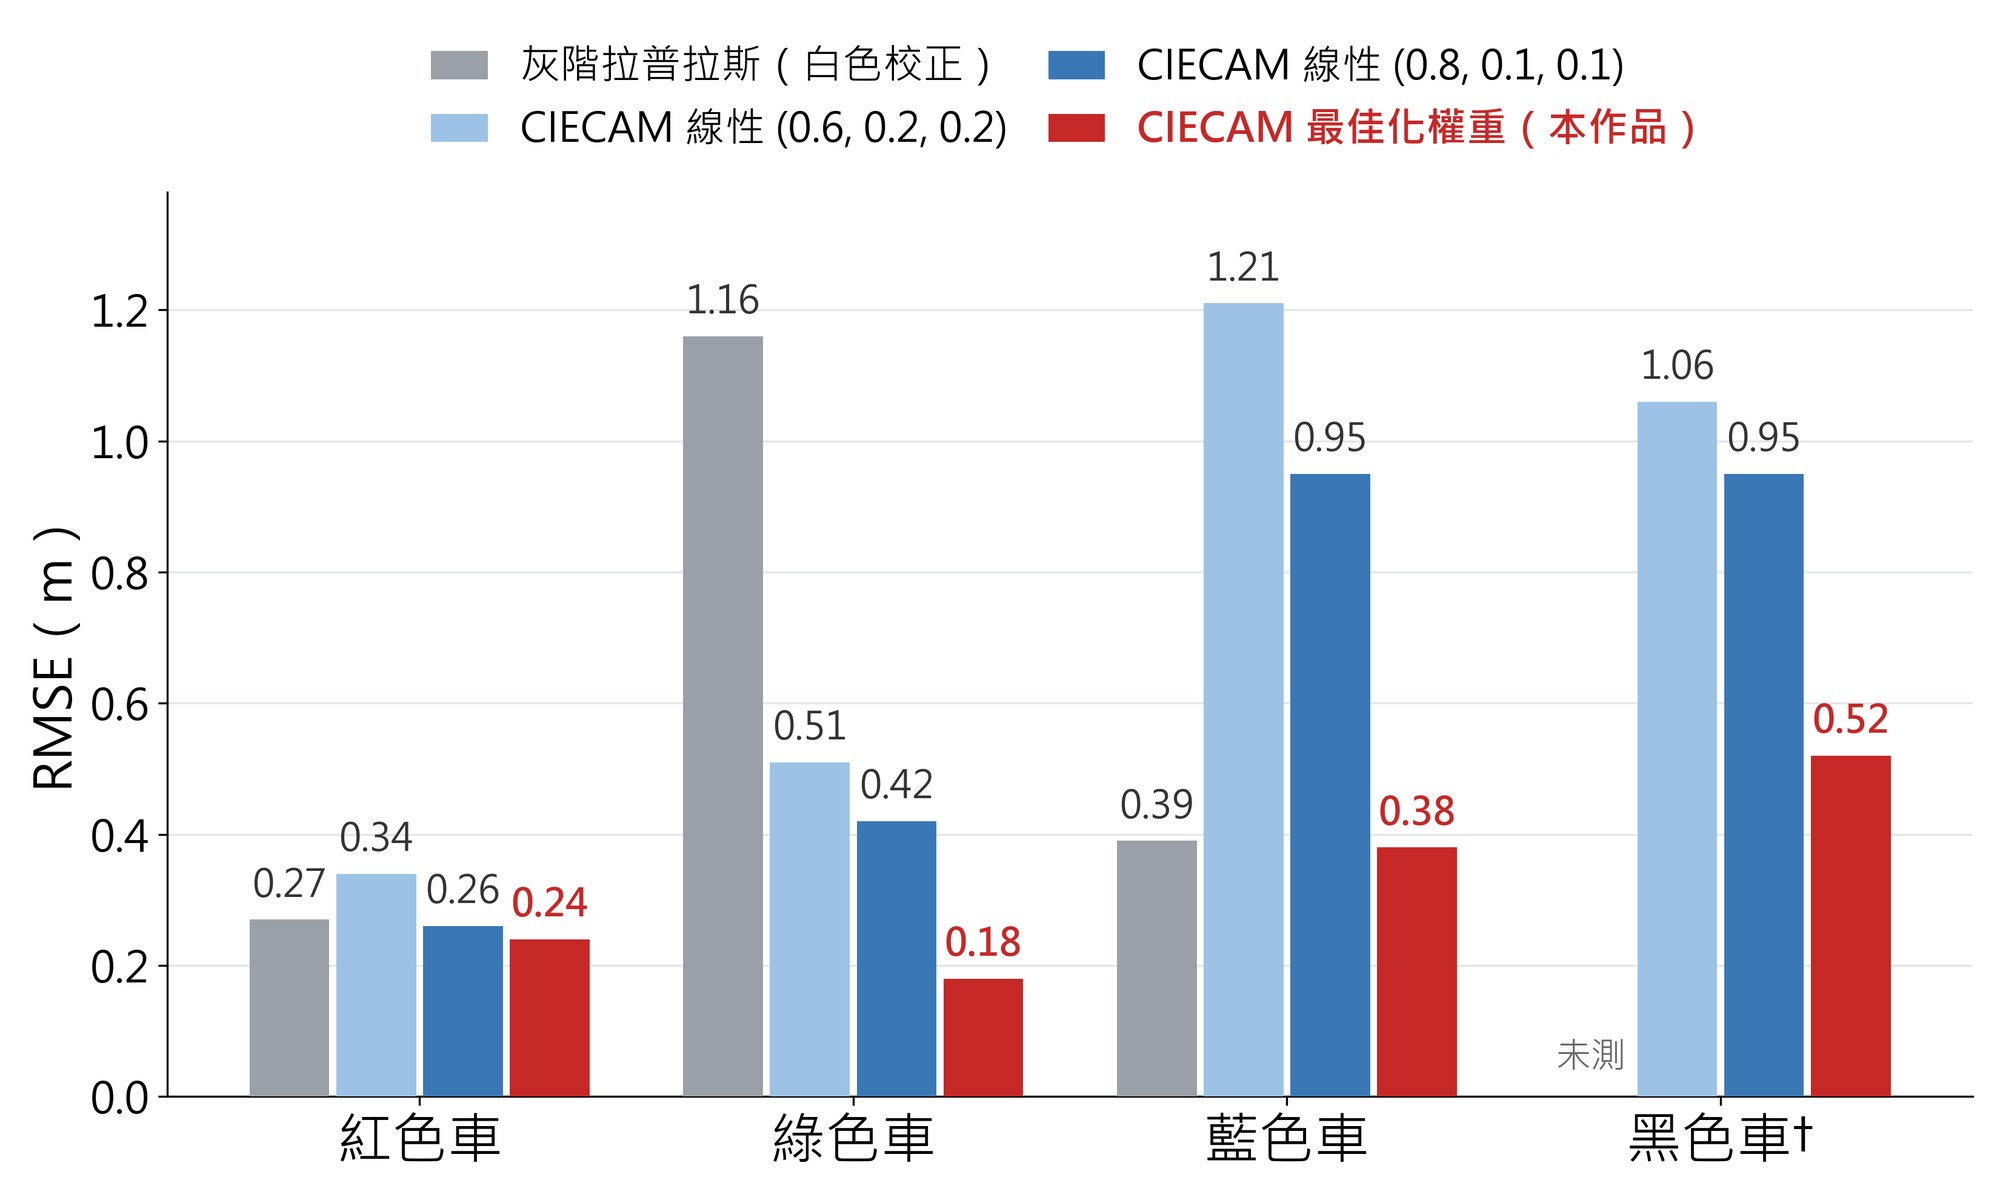 灰階拉普拉斯（白色校正） CIECAM 線性 (0.8, 0.1, 0.1)
CIECAM 線性 (0.6, 0.2, 0.2) CIECAM 最佳化權重（本作品）
RMSE（m）
1.2
1.0
0.8
0.6
0.4
0.2
0.0
0.27 0.34 0.26 0.24
1.16 0.51 0.42 0.18
0.39 1.21 0.95 0.38
未測 1.06 0.95 0.52
紅色車 綠色車 藍色車 黑色車†